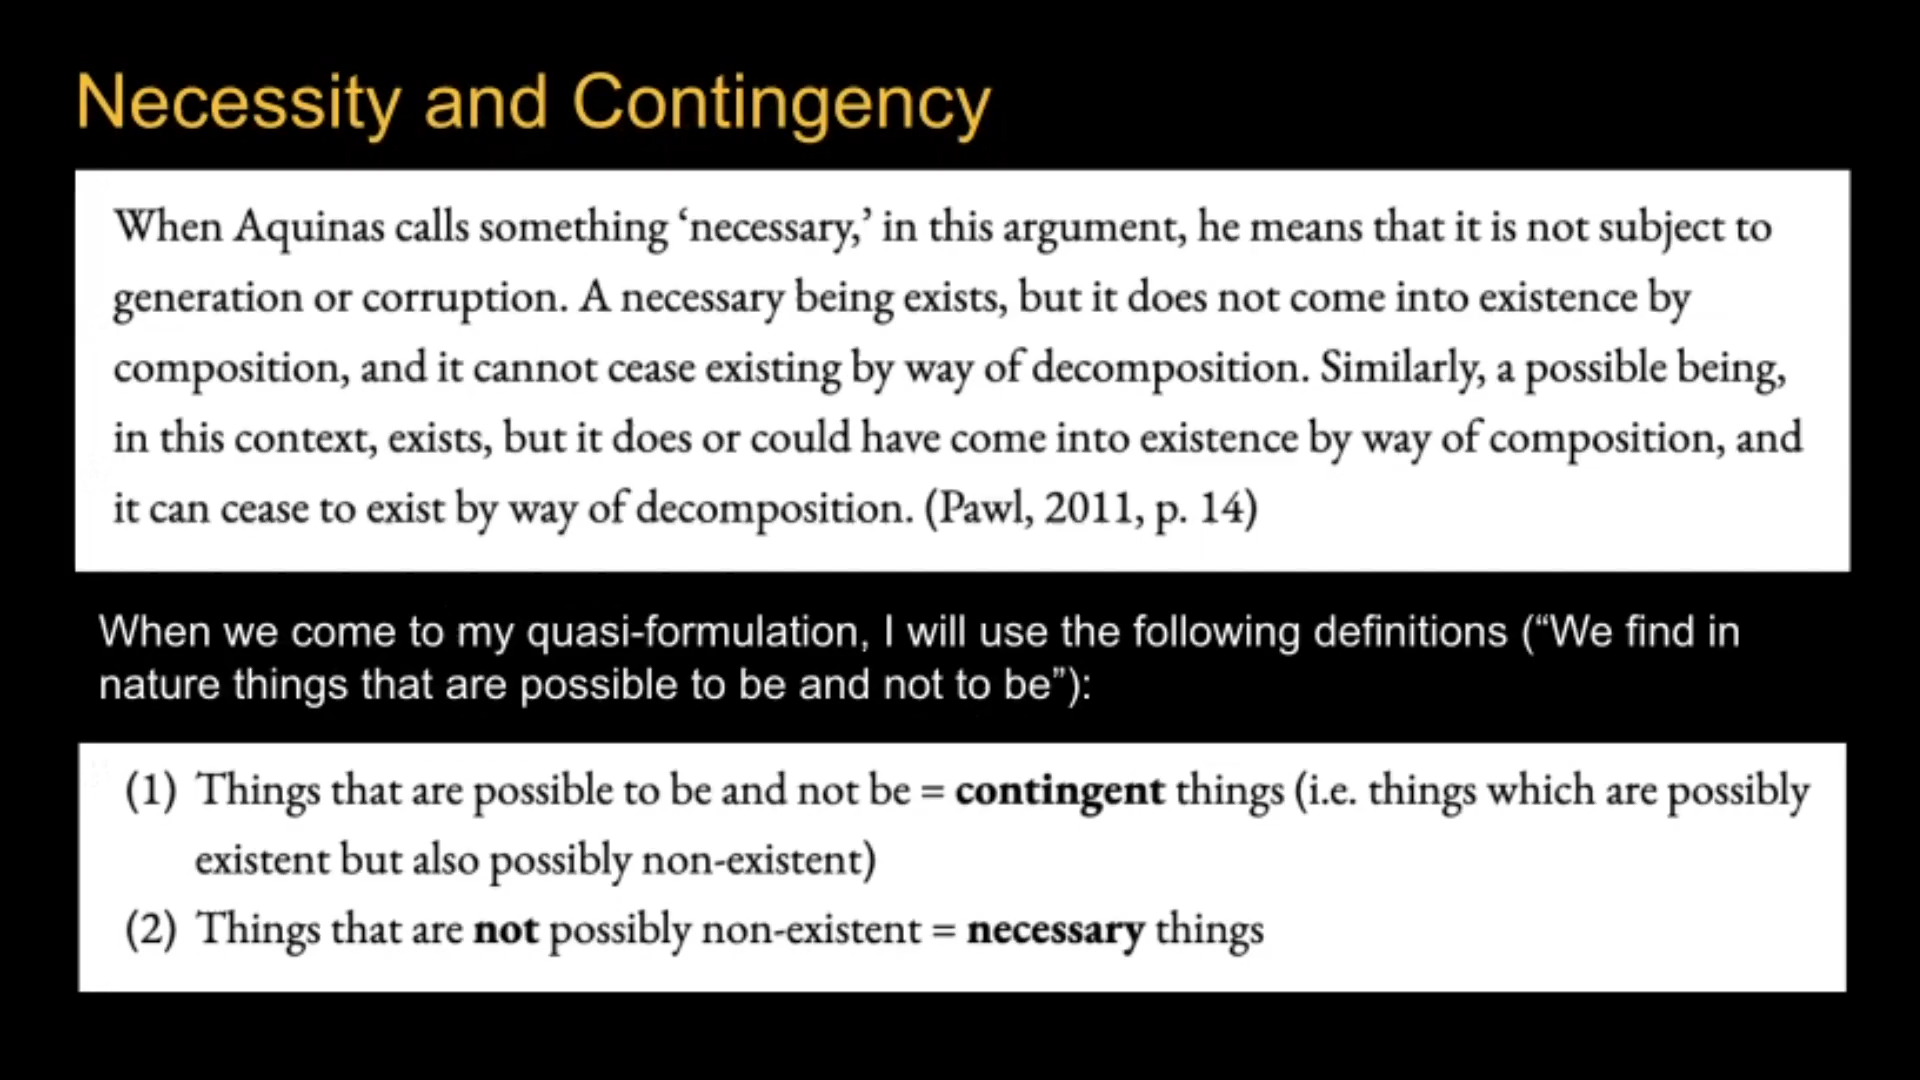 Necessity and Contingency
When Aquinas calls something ‘necessary,’ in this argument, he means that it is not subject to
generation or corruption. A necessary being exists, but it does not come into existence by
composition, and it cannot cease existing by way of decomposition. Similarly, a possible being,
in this context, exists, but it does or could have come into existence by way of composition, and
it can cease to exist by way of decomposition. (Pawl, 2011, p. 14)
When we come to my quasi-formulation, I will use the following definitions (“We find in
nature things that are possible to be and not to be”):
(1) Things that are possible to be and not be = contingent things (i.e. things which are possibly
existent but also possibly non-existent)
(2) Things that are not possibly non-existent = necessary things